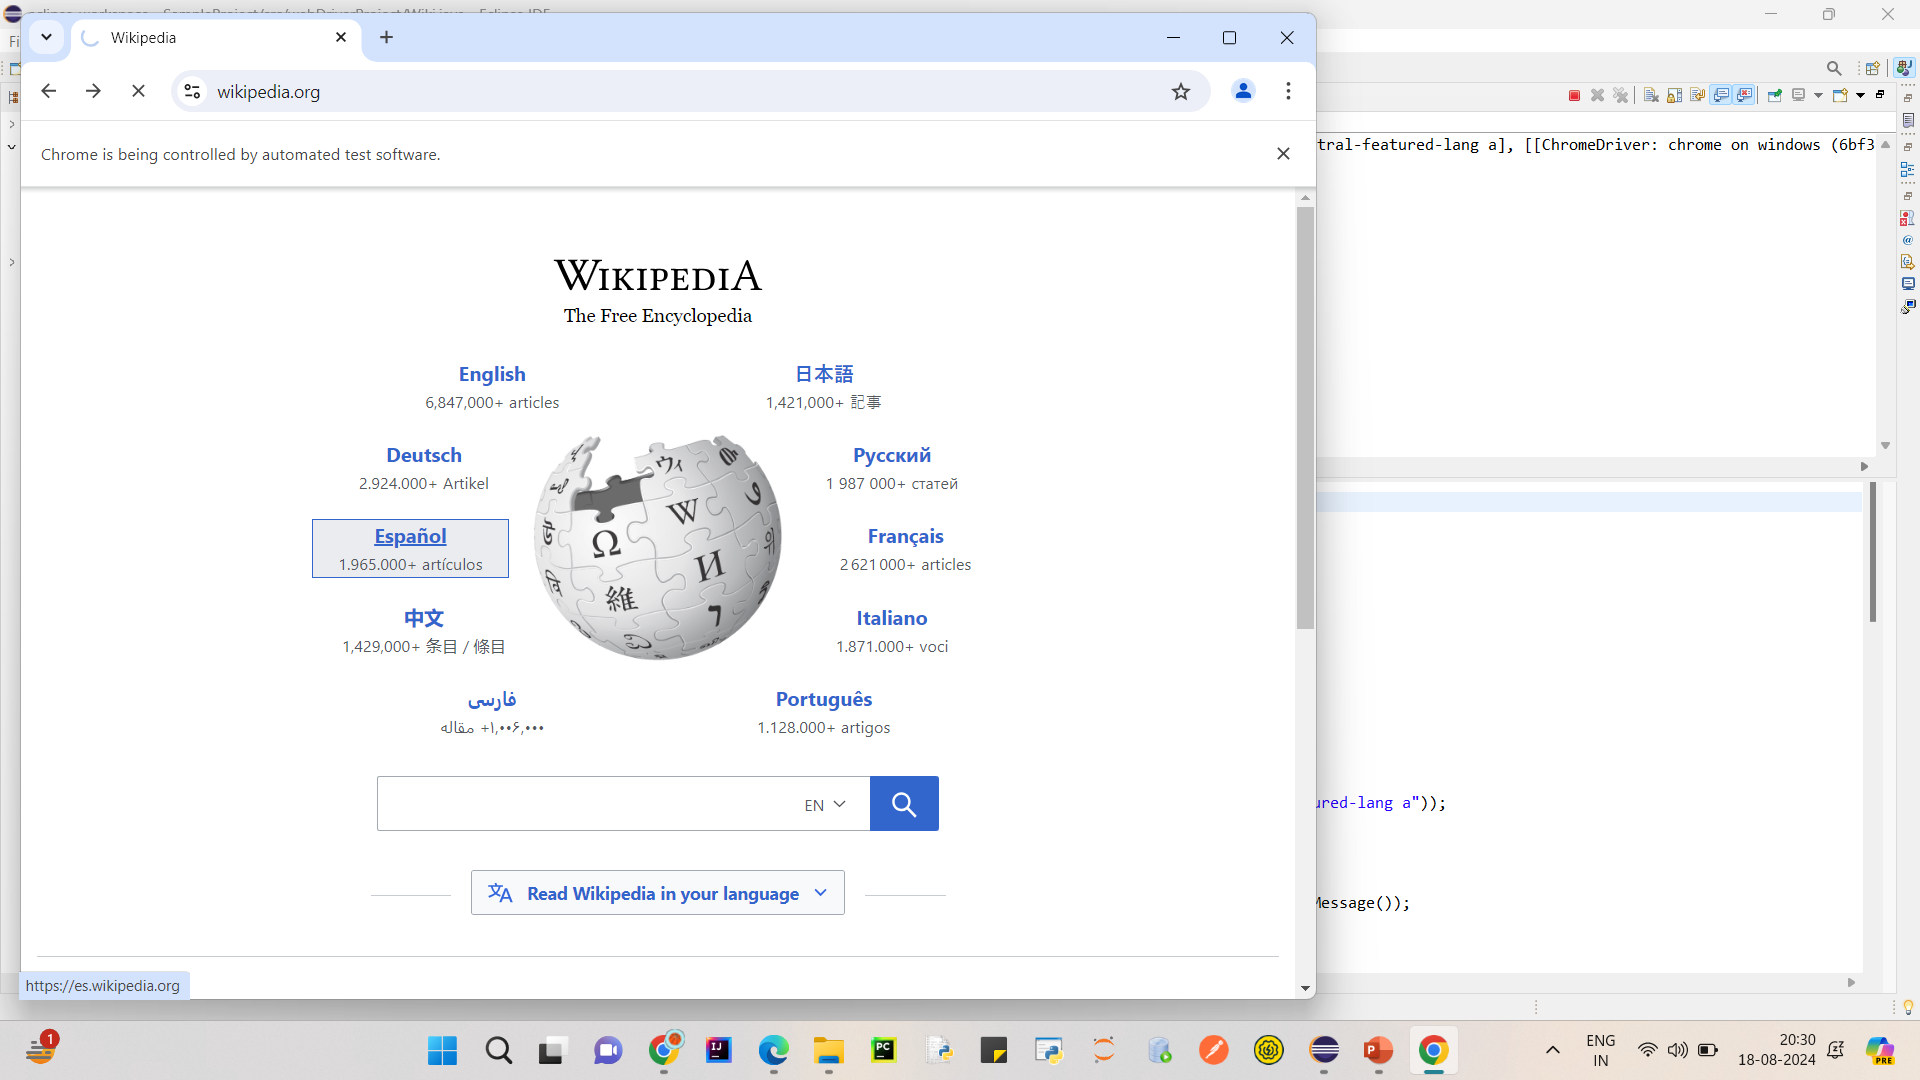 Wikipedia
wikipedia.org
Chrome is being controlled by automated test software.
tral-featured-lang a], [[ChromeDriver: chrome on windows (6bf3
WIKIPEDIA
The Free Encyclopedia
English
6,847,000+ articles
日本語
1,421,000+ 記事
Deutsch
2.924.000+ Artikel
Русский
1 987 000+ статей
Español
1.965.000+ artículos
Français
2 621 000+ articles
中文
1,429,000+ 条目 / 條目
Italiano
1.871.000+ voci
فارسی
۱٬۰۰۶٬۰۰۰+ مقاله
Português
1.128.000+ artigos
EN
ured-lang a"));
Read Wikipedia in your language
Message());
https://es.wikipedia.org
1
ENG
IN
20:30
18-08-2024
PRE